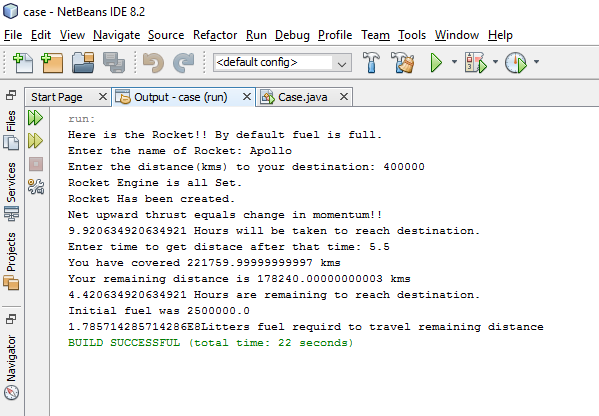 case - NetBeans IDE 8.2
File Edit View Navigate Source Refactor Run Debug Profile Team Tools Window Help
<default config>
Start Page Output - case (run) Case.java
Files
Services
Projects
Navigator
run:
Here is the Rocket!! By default fuel is full.
Enter the name of Rocket: Apollo
Enter the distance(kms) to your destination: 400000
Rocket Engine is all Set.
Rocket Has been created.
Net upward thrust equals change in momentum!!
9.920634920634921 Hours will be taken to reach destination.
Enter time to get distace after that time: 5.5
You have covered 221759.99999999997 kms
Your remaining distance is 178240.00000000003 kms
4.420634920634921 Hours are remaining to reach destination.
Initial fuel was 2500000.0
1.785714285714286E8Litters fuel requird to travel remaining distance
BUILD SUCCESSFUL (total time: 22 seconds)